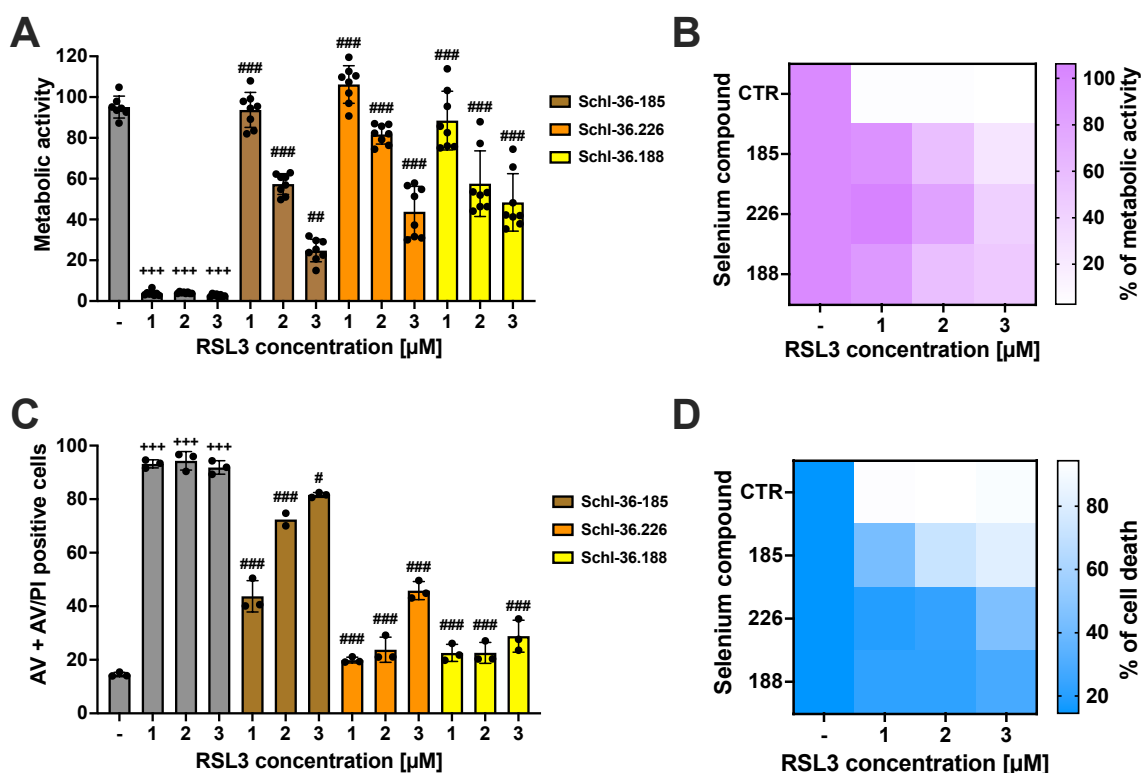 A
Metabolic activity
120
100
80
60
40
20
0
+++ +++ +++
### ### ##
### ### ###
### ### ###
- 1 2 3 1 2 3 1 2 3 1 2 3
RSL3 concentration [µM]
Schl-36-185
Schl-36.226
Schl-36.188
B
Selenium compound
CTR
185
226
188
- 1 2 3
RSL3 concentration [µM]
100
80
60
40
20
% of metabolic activity
C
AV + AV/PI positive cells
100
80
60
40
20
0
+++ +++ +++
### ### #
### ### ###
### ### ###
- 1 2 3 1 2 3 1 2 3 1 2 3
RSL3 concentration [µM]
Schl-36-185
Schl-36.226
Schl-36.188
D
Selenium compound
CTR
185
226
188
- 1 2 3
RSL3 concentration [µM]
80
60
40
20
% of cell death